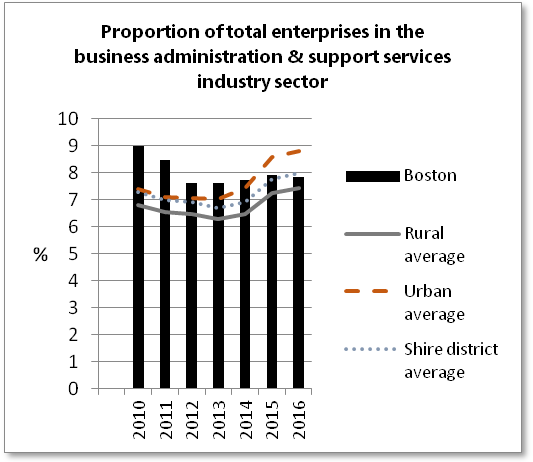 Proportion of total enterprises in the
business administration & support services
industry sector
10
9
8
7
6
5
4
3
2
1
0
%
2010
2011
2012
2013
2014
2015
2016
Boston
Rural
average
Urban
average
Shire district
average